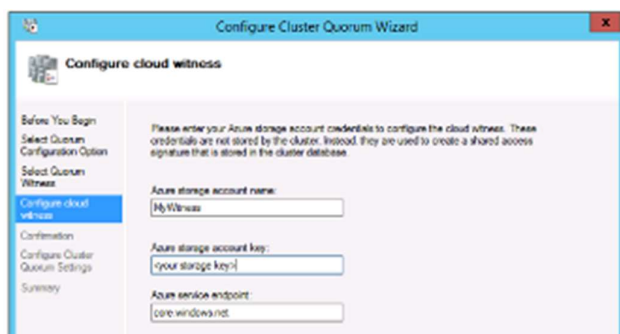 Configure Cluster Quorum Wizard
x
Configure cloud witness
Before You Begin
Select Quorum
Configuration Option
Select Quorum
Witness
Configure cloud
witness
Confirmation
Configure Cluster
Quorum Settings
Summary
Please enter your Azure storage account credentials to configure the cloud witness. These
credentials are not stored by the cluster. Instead, they are used to create a shared access
signature that is stored in the cluster database.
Azure storage account name:
MyWitness
Azure storage account key:
<your storage key>
Azure service endpoint:
core.windows.net